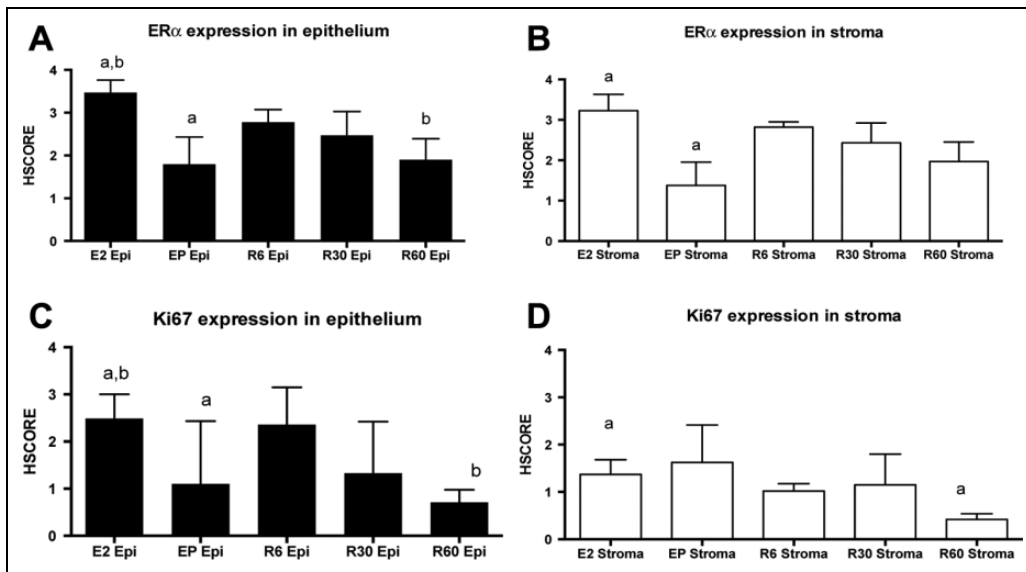 A
ERα expression in epithelium
HSCORE
4
3
2
1
0
a,b
a
b
E2 Epi EP Epi R6 Epi R30 Epi R60 Epi
B
ERα expression in stroma
HSCORE
4
3
2
1
0
a
a
E2 Stroma EP Stroma R6 Stroma R30 Stroma R60 Stroma
C
Ki67 expression in epithelium
HSCORE
4
3
2
1
0
a,b
a
b
E2 Epi EP Epi R6 Epi R30 Epi R60 Epi
D
Ki67 expression in stroma
HSCORE
4
3
2
1
0
a
a
E2 Stroma EP Stroma R6 Stroma R30 Stroma R60 Stroma